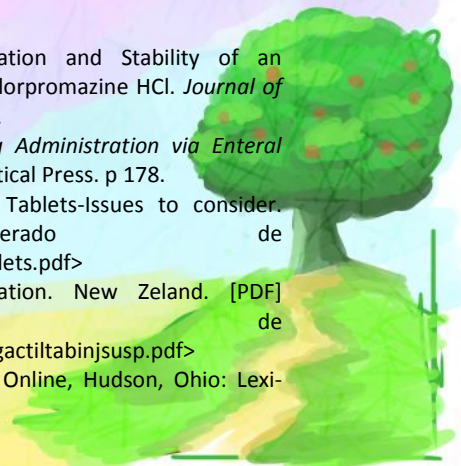 ation and Stability of an
lorpromazine HCl. Journal of
Administration via Enteral
tical Press. p 178.
Tablets-Issues to consider.
erado de
lets.pdf>
ation. New Zeland. [PDF]
de
gactiltabinjsusp.pdf>
Online, Hudson, Ohio: Lexi-